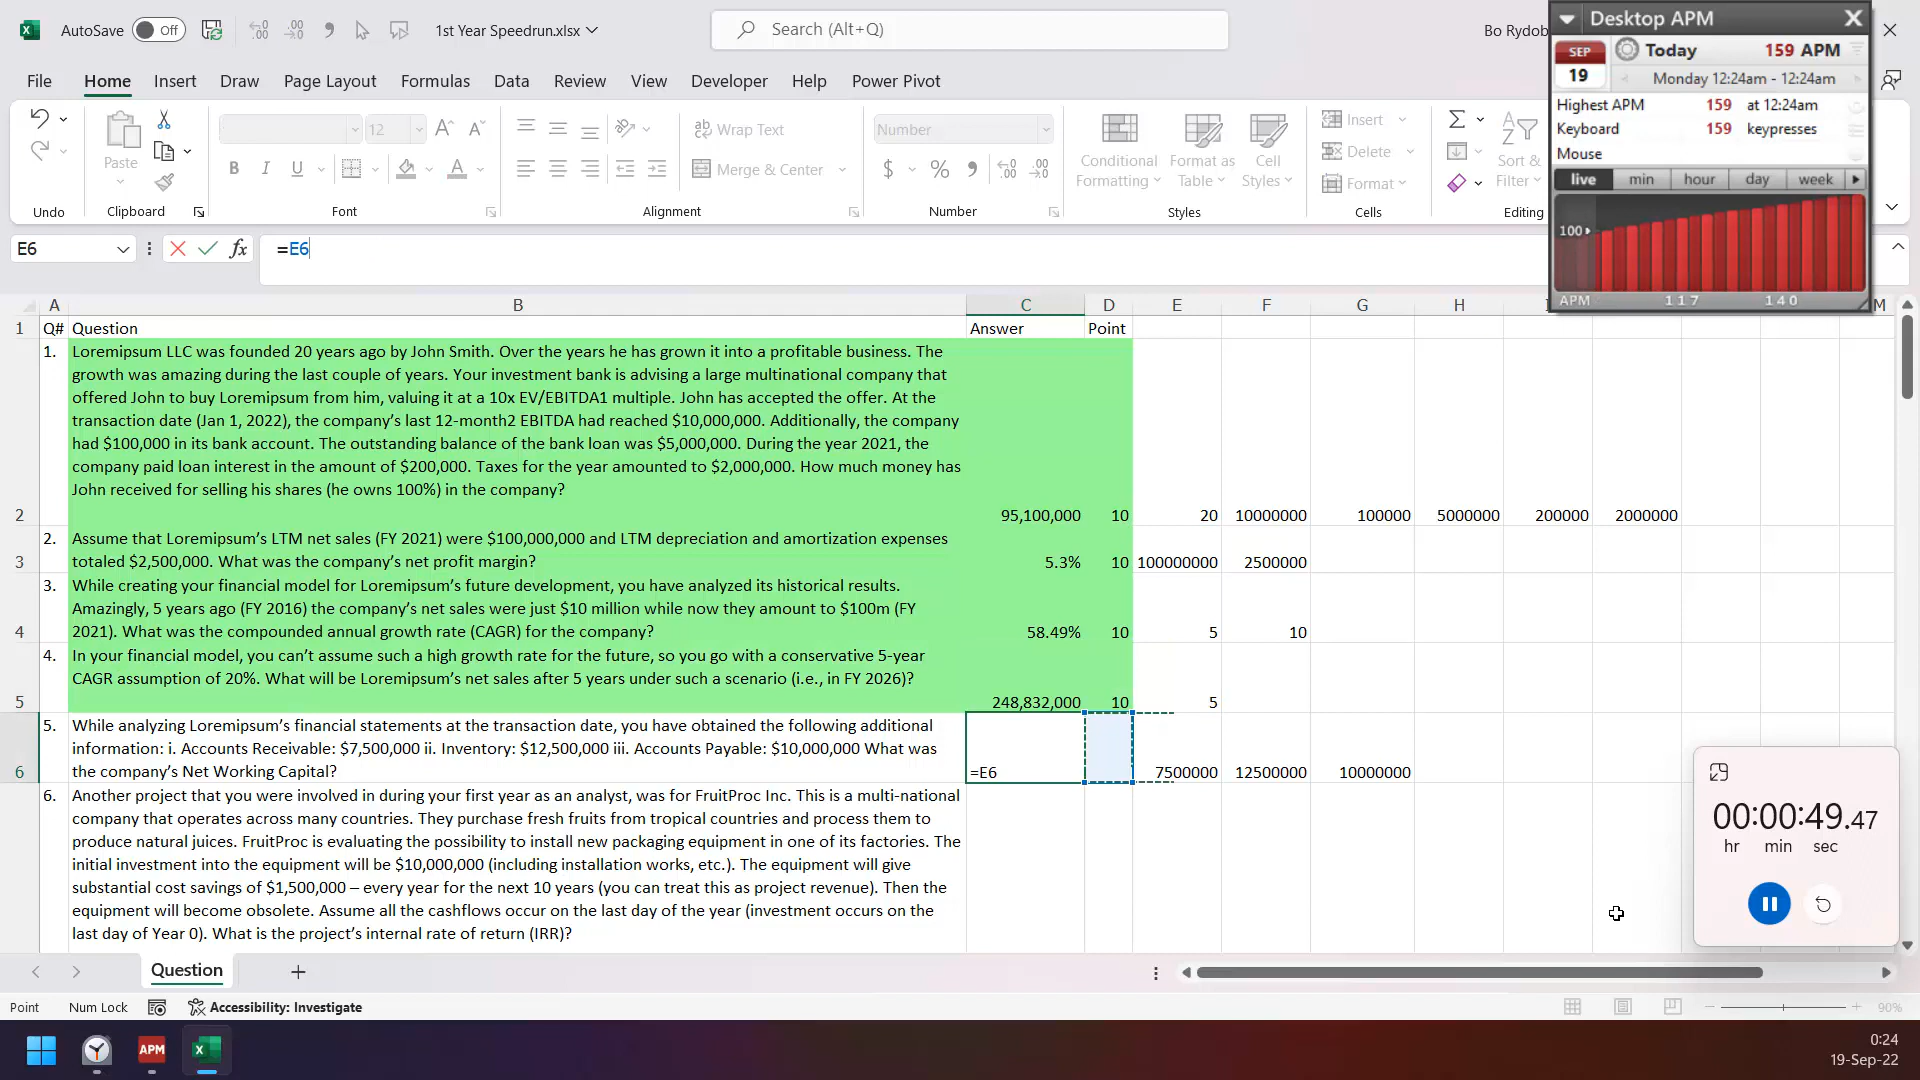 AutoSave Off 1st Year Speedrun.xlsx Search (Alt+Q) Bo Rydob
File Home Insert Draw Page Layout Formulas Data Review View Developer Help Power Pivot
Paste 12 Wrap Text Number Conditional Formatting Format as Table Cell Styles Insert Sort &
Merge & Center Delete Filter
Format
Undo Clipboard Font Alignment Number Styles Cells Editing
Desktop APM
SEP 19 Today 159 APM
Monday 12:24am - 12:24am
Highest APM 159 at 12:24am
Keyboard 159 keypresses
Mouse
live min hour day week
100
APM 117 140
E6 fx =E6
A B C D E F G H M
1 Q# Question Answer Point
1. Loremipsum LLC was founded 20 years ago by John Smith. Over the years he has grown it into a profitable business. The
growth was amazing during the last couple of years. Your investment bank is advising a large multinational company that
offered John to buy Loremipsum from him, valuing it at a 10x EV/EBITDA1 multiple. John has accepted the offer. At the
transaction date (Jan 1, 2022), the company's last 12-month2 EBITDA had reached $10,000,000. Additionally, the company
had $100,000 in its bank account. The outstanding balance of the bank loan was $5,000,000. During the year 2021, the
company paid loan interest in the amount of $200,000. Taxes for the year amounted to $2,000,000. How much money has
John received for selling his shares (he owns 100%) in the company?
2 95,100,000 10 20 10000000 100000 5000000 200000 2000000
2. Assume that Loremipsum's LTM net sales (FY 2021) were $100,000,000 and LTM depreciation and amortization expenses
3 totaled $2,500,000. What was the company's net profit margin? 5.3% 10 100000000 2500000
3. While creating your financial model for Loremipsum's future development, you have analyzed its historical results.
Amazingly, 5 years ago (FY 2016) the company's net sales were just $10 million while now they amount to $100m (FY
4 2021). What was the compounded annual growth rate (CAGR) for the company? 58.49% 10 5 10
4. In your financial model, you can't assume such a high growth rate for the future, so you go with a conservative 5-year
CAGR assumption of 20%. What will be Loremipsum's net sales after 5 years under such a scenario (i.e., in FY 2026)?
5 248,832,000 10 5
5. While analyzing Loremipsum's financial statements at the transaction date, you have obtained the following additional
information: i. Accounts Receivable: $7,500,000 ii. Inventory: $12,500,000 iii. Accounts Payable: $10,000,000 What was
6 the company's Net Working Capital? =E6 7500000 12500000 10000000
6. Another project that you were involved in during your first year as an analyst, was for FruitProc Inc. This is a multi-national
company that operates across many countries. They purchase fresh fruits from tropical countries and process them to
produce natural juices. FruitProc is evaluating the possibility to install new packaging equipment in one of its factories. The
initial investment into the equipment will be $10,000,000 (including installation works, etc.). The equipment will give
substantial cost savings of $1,500,000 – every year for the next 10 years (you can treat this as project revenue). Then the
equipment will become obsolete. Assume all the cashflows occur on the last day of the year (investment occurs on the
last day of Year 0). What is the project's internal rate of return (IRR)?
00:00:49.47
hr min sec
Question
Point Num Lock Accessibility: Investigate 90%
APM
0:24
19-Sep-22